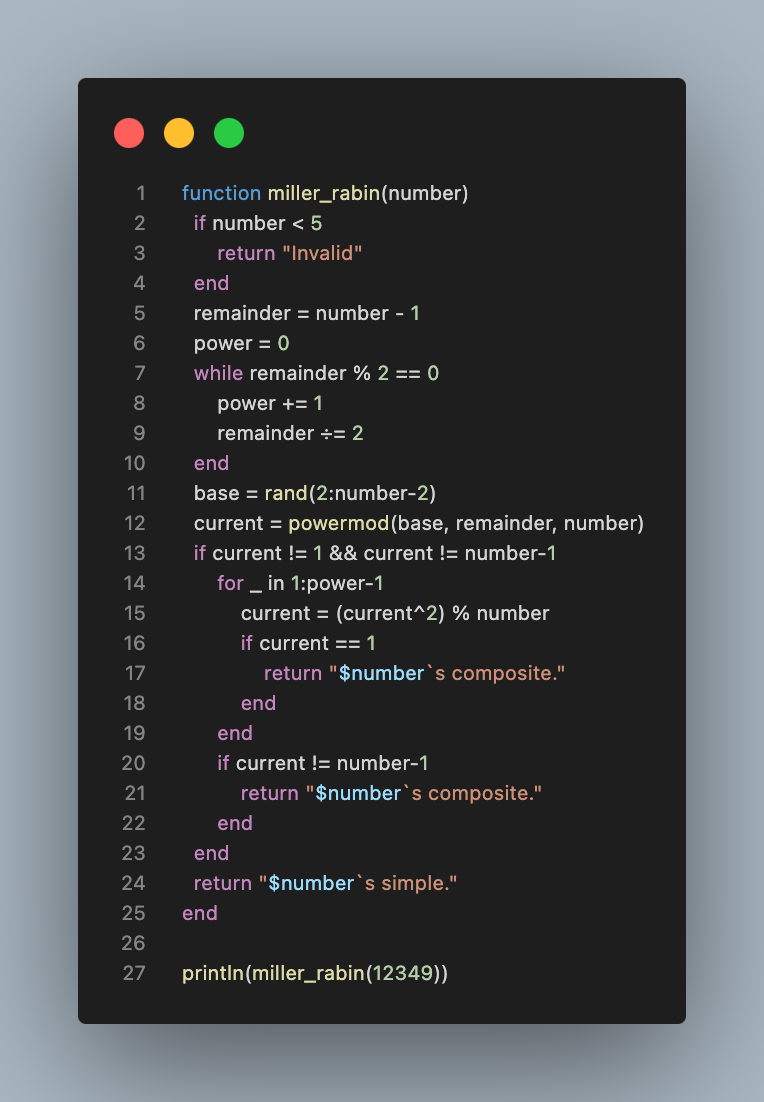 1 function miller_rabin(number)
2   if number < 5
3     return "Invalid"
4   end
5   remainder = number - 1
6   power = 0
7   while remainder % 2 == 0
8     power += 1
9     remainder ÷= 2
10   end
11   base = rand(2:number-2)
12   current = powermod(base, remainder, number)
13   if current != 1 && current != number-1
14     for _ in 1:power-1
15       current = (current^2) % number
16       if current == 1
17         return "$number`s composite."
18       end
19     end
20     if current != number-1
21       return "$number`s composite."
22     end
23   end
24   return "$number`s simple."
25 end
26
27 println(miller_rabin(12349))